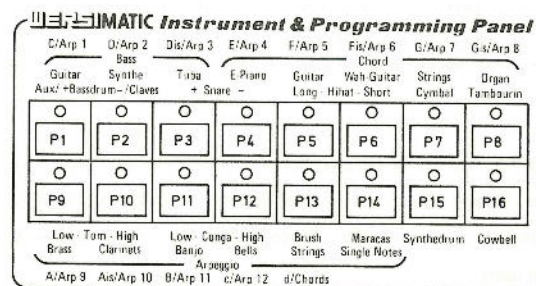 WERSIMATIC Instrument & Programming Panel
C/Arp 1 D/Arp 2 Dis/Arp 3 E/Arp 4 F/Arp 5 Fis/Arp 6 G/Arp 7 Gis/Arp 8
Bass Chord
Guitar Synthe Tuba E-Piano Guitar Wah-Guitar Strings Organ
Aux/ +Bassdrum- /Claves + Snare - Long - Hihat - Short Cymbal Tambourin
P1 P2 P3 P4 P5 P6 P7 P8
P9 P10 P11 P12 P13 P14 P15 P16
Low - Tom - High Low - Conga - High Brush Maracas Synthedrum Cowbell
Brass Clarinets Banjo Bells Strings Single Notes
Arpeggio
A/Arp 9 Ais/Arp 10 B/Arp 11 c/Arp 12 d/Chords